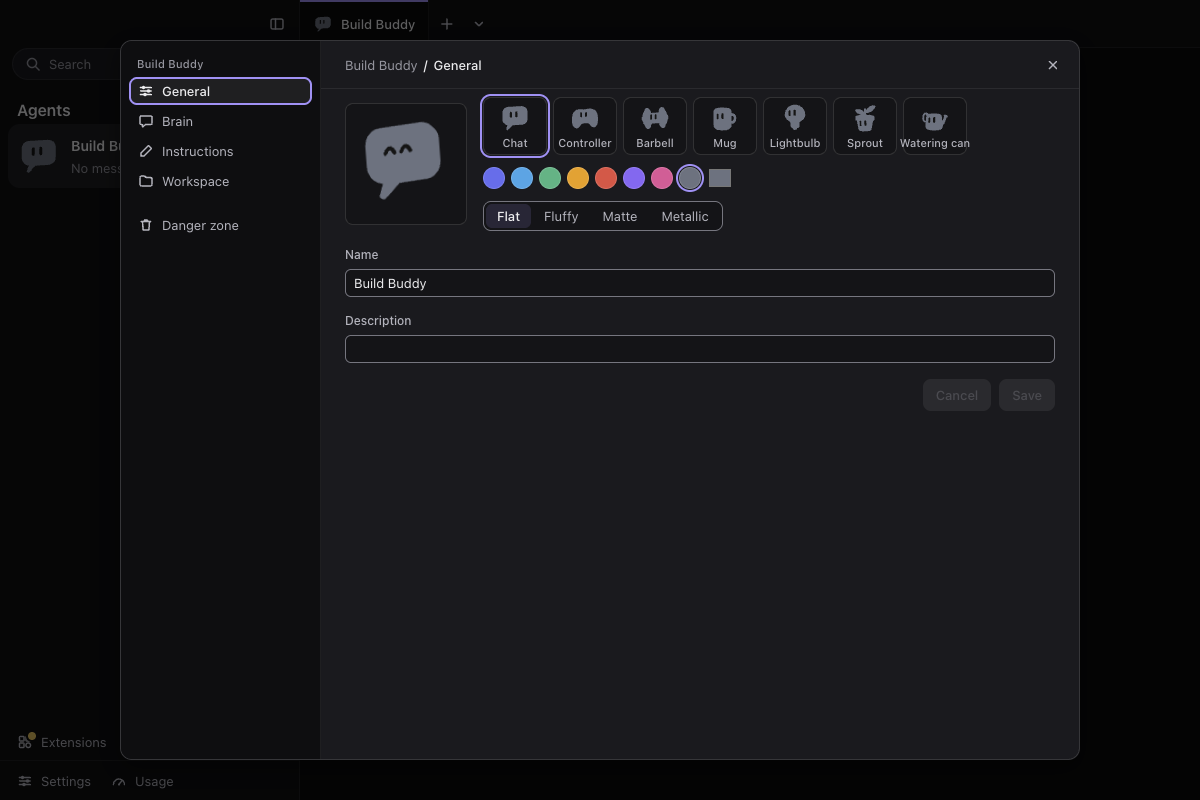 Build Buddy
Search
Agents
Build Bu
No mess
Extensions
Settings
Usage
Build Buddy
General
Brain
Instructions
Workspace
Danger zone
Build Buddy / General
Chat
Controller
Barbell
Mug
Lightbulb
Sprout
Watering can
Flat
Fluffy
Matte
Metallic
Name
Build Buddy
Description
Cancel
Save